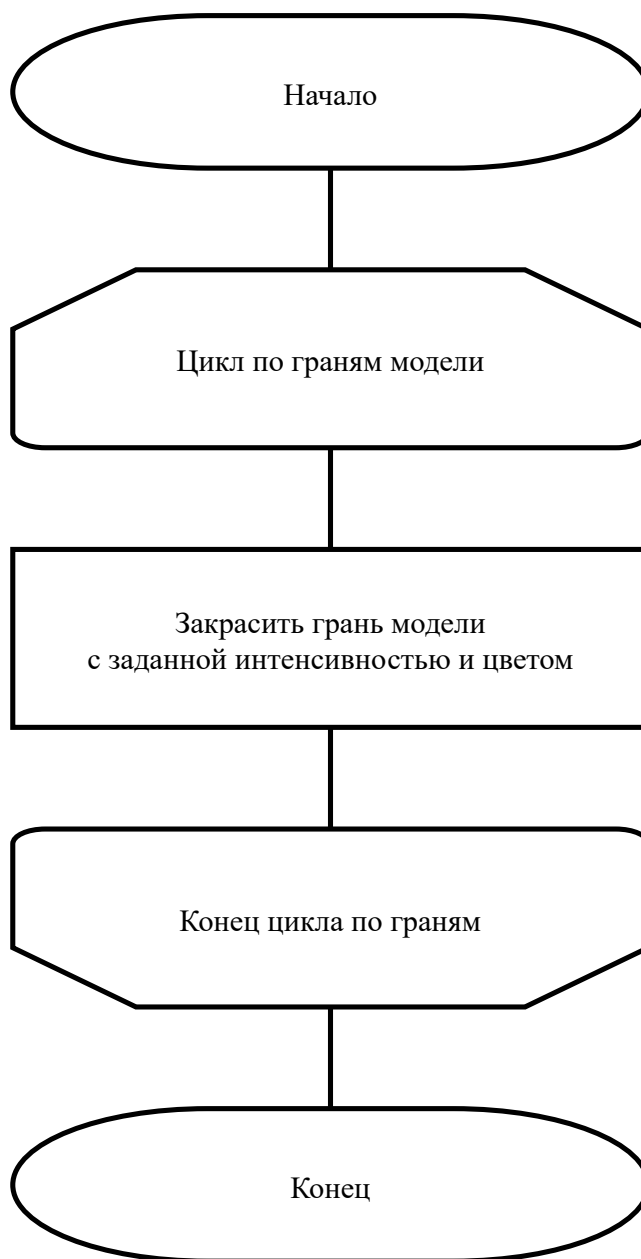 Начало
Цикл по граням модели
Закрасить грань модели
с заданной интенсивностью и цветом
Конец цикла по граням
Конец